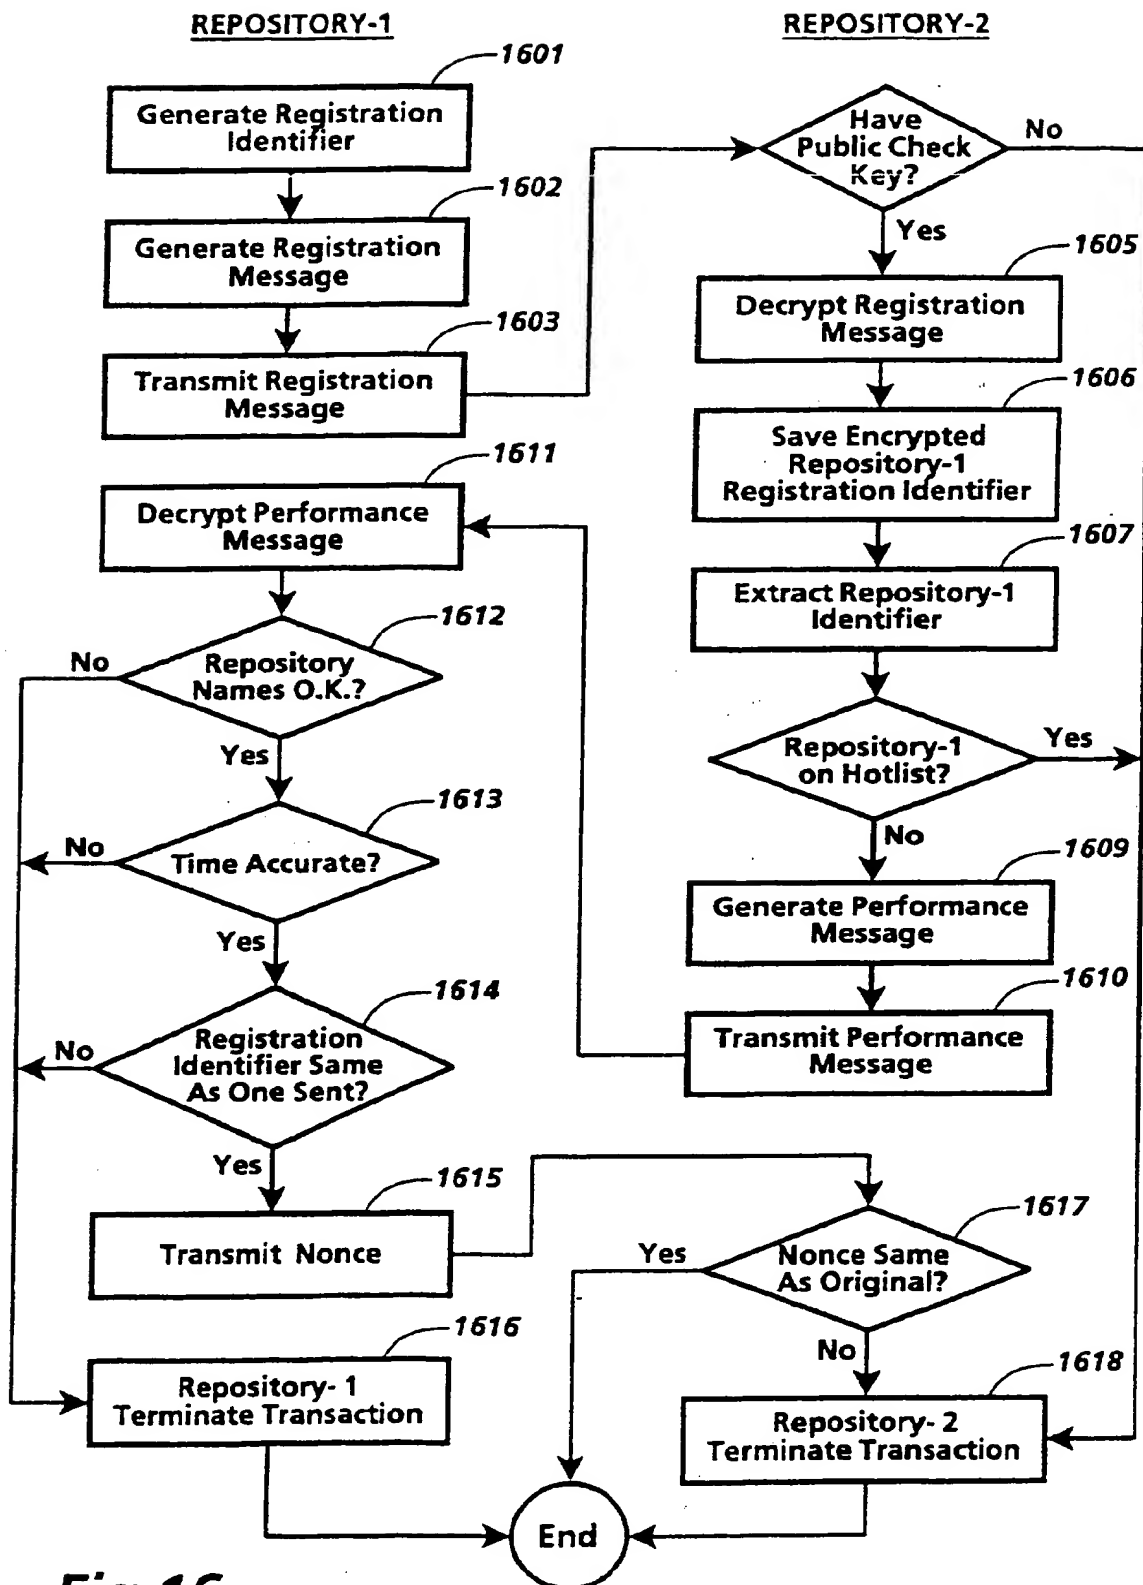 REPOSITORY-1
1601
Generate Registration
Identifier
1602
Generate Registration
Message
1603
Transmit Registration
Message
1611
Decrypt Performance
Message
1612
No
Repository
Names O.K.?
Yes
1613
No
Time Accurate?
Yes
1614
No
Registration
Identifier Same
As One Sent?
Yes
1615
Transmit Nonce
1616
Repository- 1
Terminate Transaction
REPOSITORY-2
Have
Public Check
Key?
No
Yes
1605
Decrypt Registration
Message
1606
Save Encrypted
Repository-1
Registration Identifier
1607
Extract Repository-1
Identifier
Repository-1
on Hotlist?
Yes
No
1609
Generate Performance
Message
1610
Transmit Performance
Message
1617
Yes
Nonce Same
As Original?
No
1618
Repository- 2
Terminate Transaction
End